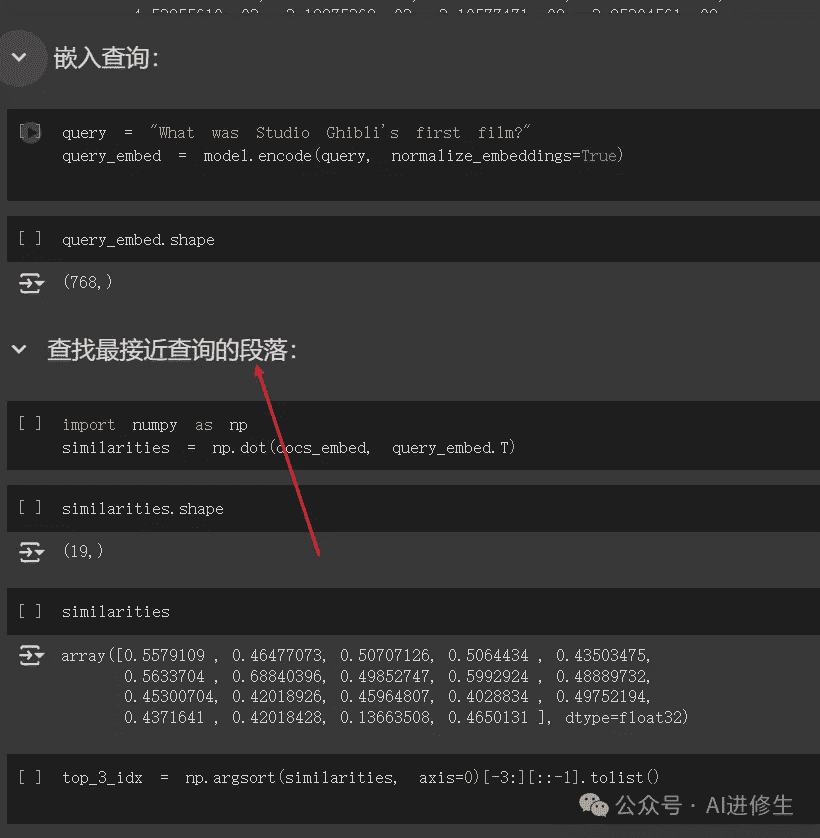 嵌入查询：
query = "What was Studio Ghibli's first film?"
query_embed = model.encode(query, normalize_embeddings=True)
[ ] query_embed.shape
(768,)
查找最接近查询的段落：
[ ] import numpy as np
similarities = np.dot(docs_embed, query_embed.T)
[ ] similarities.shape
(19,)
[ ] similarities
array([0.5579109 , 0.46477073, 0.50707126, 0.5064434 , 0.43503475,
0.5633704 , 0.68840396, 0.49852747, 0.5992924 , 0.48889732,
0.45300704, 0.42018926, 0.45964807, 0.4028834 , 0.49752194,
0.4371641 , 0.42018428, 0.13663508, 0.4650131 ], dtype=float32)
[ ] top_3_idx = np.argsort(similarities, axis=0)[-3:][::-1].tolist()
公众号 · AI进修生